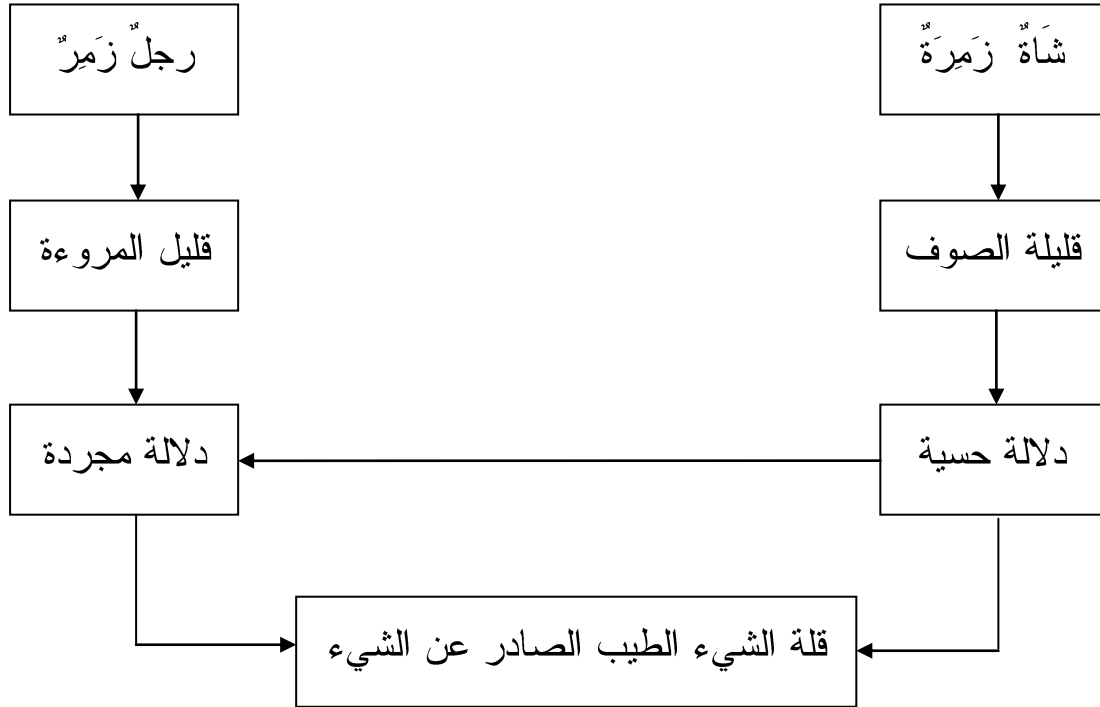 شَاةٌ زَمِرَةٌ
رجلٌ زَمِرٌ
قليلة الصوف
قليل المروءة
دلالة حسية
دلالة مجردة
قلة الشيء الطيب الصادر عن الشيء